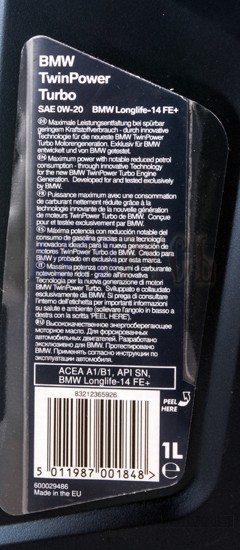 BMW
TwinPower
Turbo
SAE 0W-20 BMW Longlife-14 FE+
Maximale Leistungsentfaltung bei spürbar
geringem Kraftstoffverbrauch - durch innovative
Technologie für die neueste BMW TwinPower
Turbo Motorengeneration. Exklusiv für BMW
entwickelt und von BMW getestet.
Maximum power with notable reduced petrol
consumption - through innovative Technology
for the new BMW TwinPower Turbo Engine
Generation. Developed for and tested exclusively
by BMW.
Puissance maximum avec une consommation
de carburant nettement réduite grâce à la
technologie innovante de la nouvelle génération
de moteurs TwinPower Turbo de BMW. Conçue
pour et testée exclusivement par BMW.
Máxima potencia con reducción notable del
consumo de gasolina gracias a una tecnología
innovadora ideada para la nueva generación de
motores TwinPower Turbo de BMW. Creado para
BMW y probado en exclusiva por esta marca.
Massima potenza con consumi di carburante
notevolmente ridotti - grazie all'innovativa
Tecnologia per la nuova generazione di motori
BMW TwinPower Turbo. Sviluppato e collaudato
esclusivamente da BMW. Si prega di consultare
l'interno dell'etichetta per importanti informazioni
su salute e ambiente (sollevare l'angolo in basso a
destra con la scritta 'PEEL HERE').
Высококачественное энергосберегающее
моторное масло. Для форсированных
автомобильных двигателей. Разработано
эксклюзивно для BMW. Протестировано
BMW. Применять согласно инструкции по
эксплуатации автомобиля.
ACEA A1/B1, API SN,
BMW Longlife-14 FE+
83212365926
PEEL
HERE
1L
5 011987 001848 >
e
600029486
Made in the EU